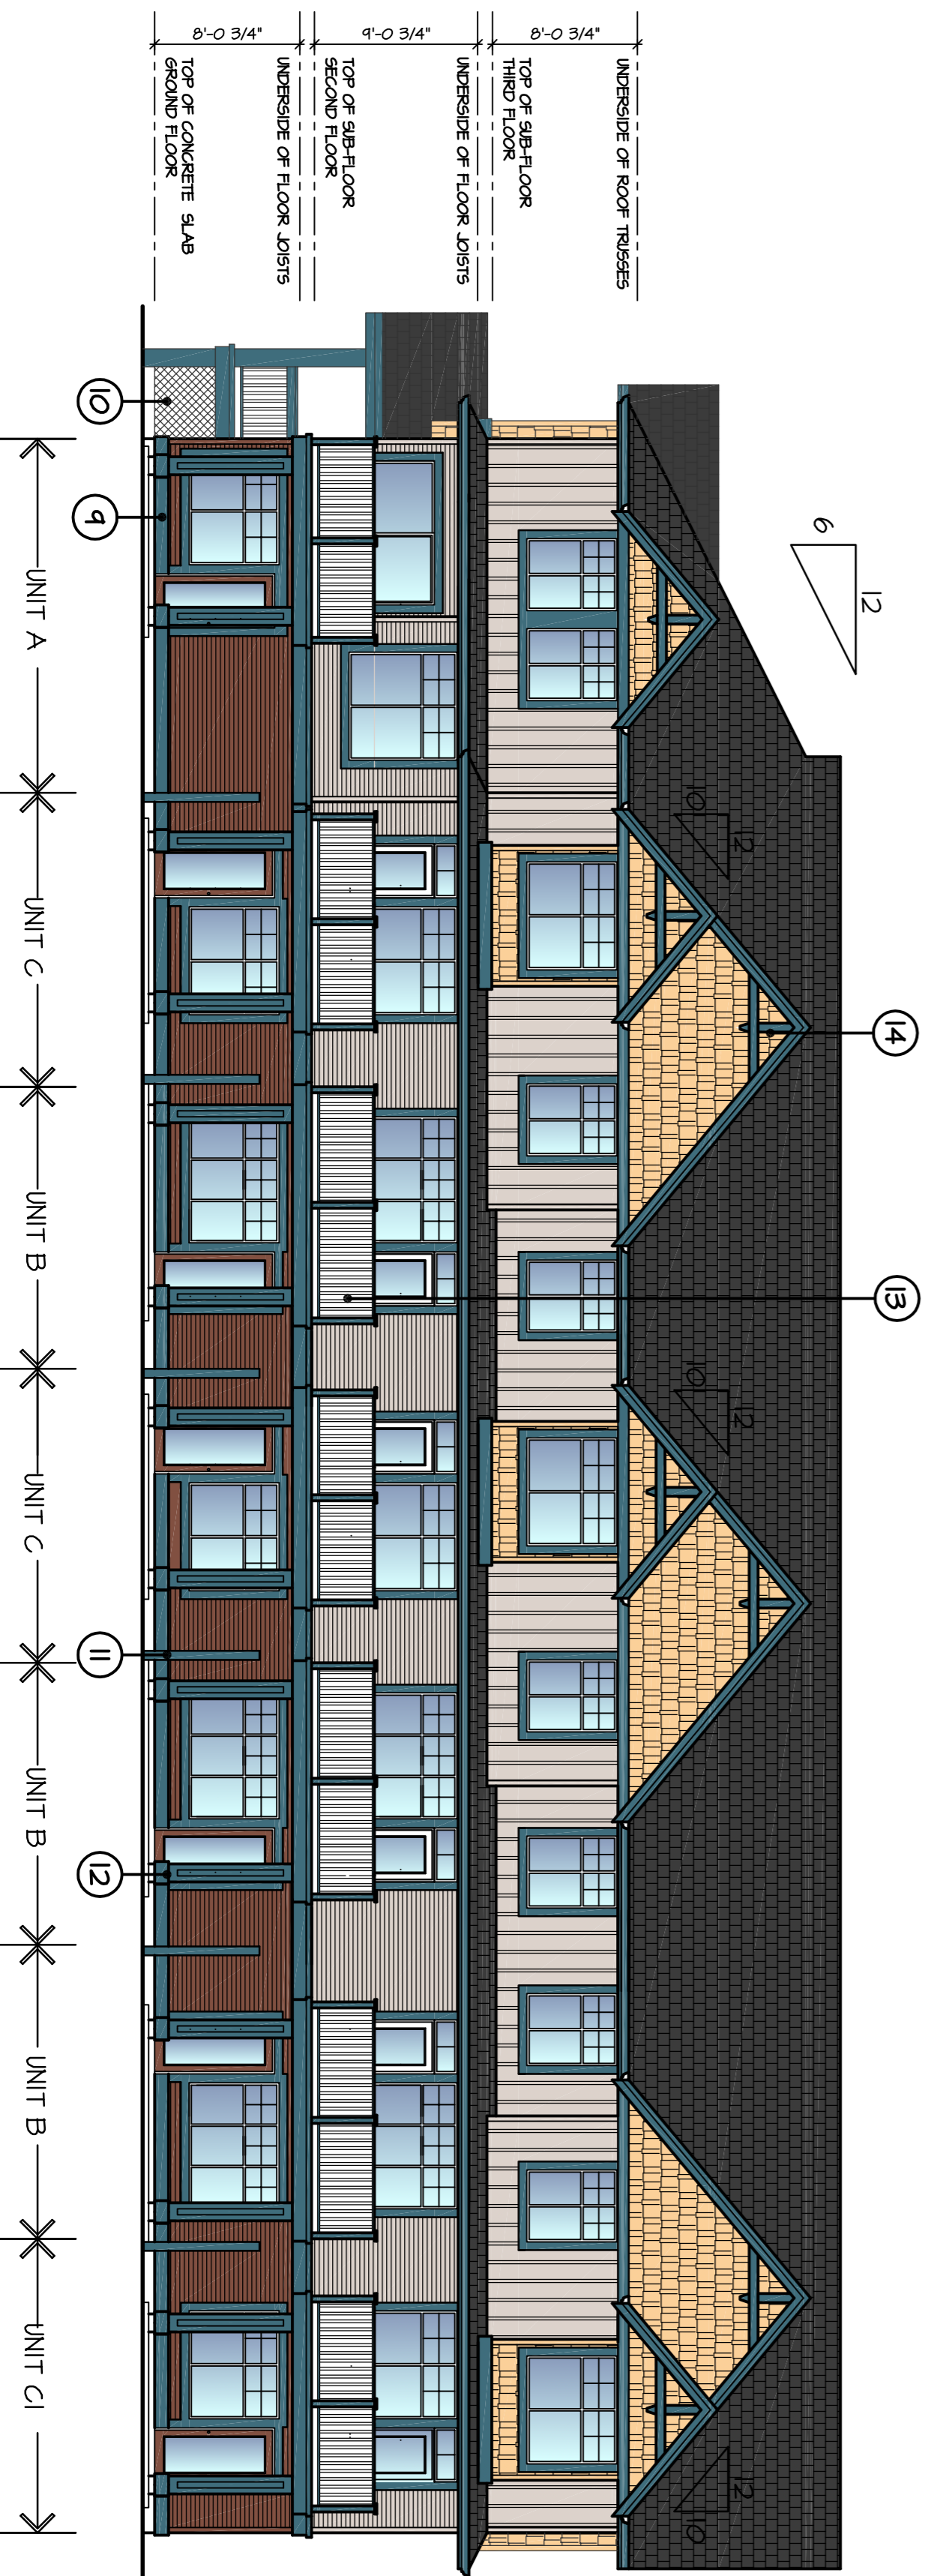 14
13
12
6
12
10
12
10
12
10
UNDERSIDE OF ROOF TRUSSES
8'-0 3/4"
TOP OF SUB-FLOOR
THIRD FLOOR
UNDERSIDE OF FLOOR JOISTS
9'-0 3/4"
TOP OF SUB-FLOOR
SECOND FLOOR
UNDERSIDE OF FLOOR JOISTS
8'-0 3/4"
TOP OF CONCRETE SLAB
GROUND FLOOR
10
9
11
12
UNIT A
UNIT C
UNIT B
UNIT C
UNIT B
UNIT B
UNIT C1